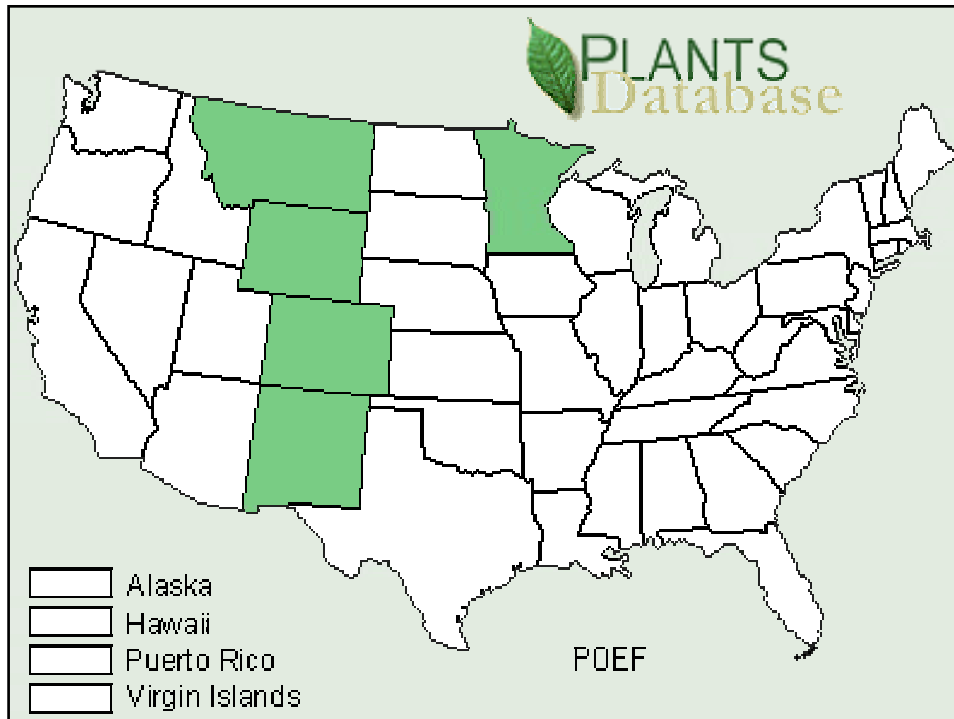 PLANTS
Database
Alaska
Hawaii
Puerto Rico
Virgin Islands
POEF